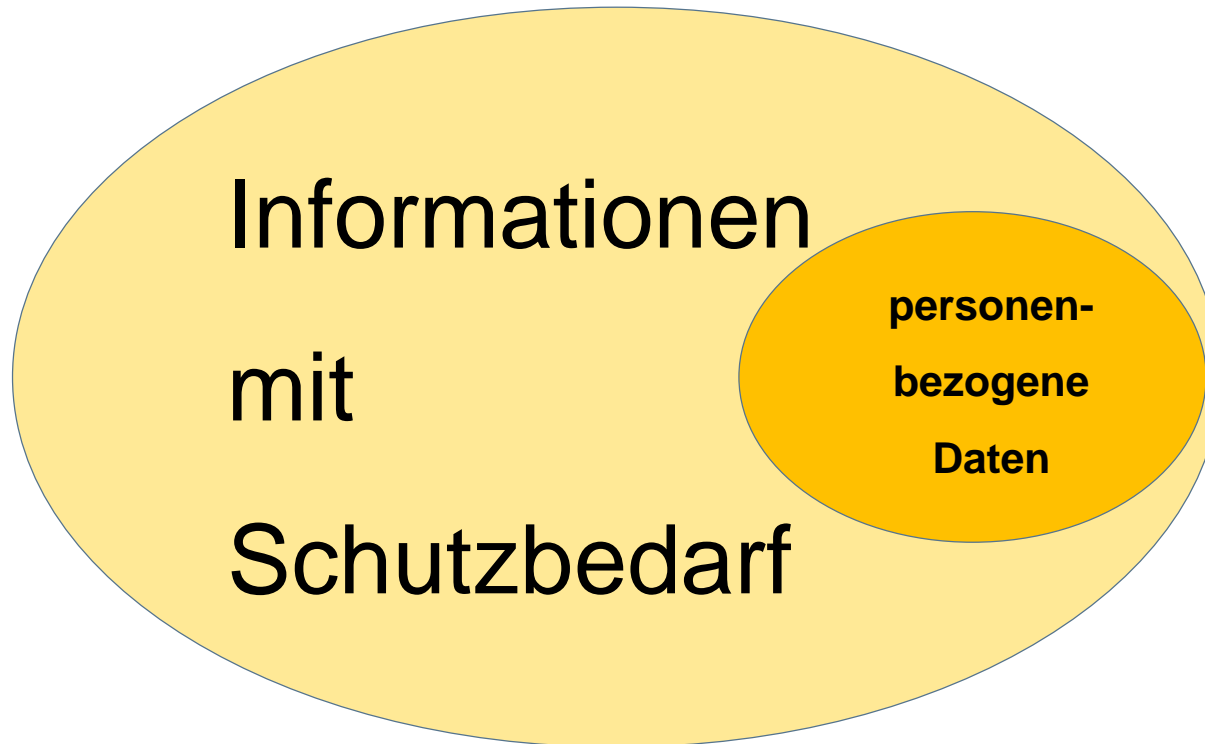 Informationen
mit
Schutzbedarf
personen-
bezogene
Daten